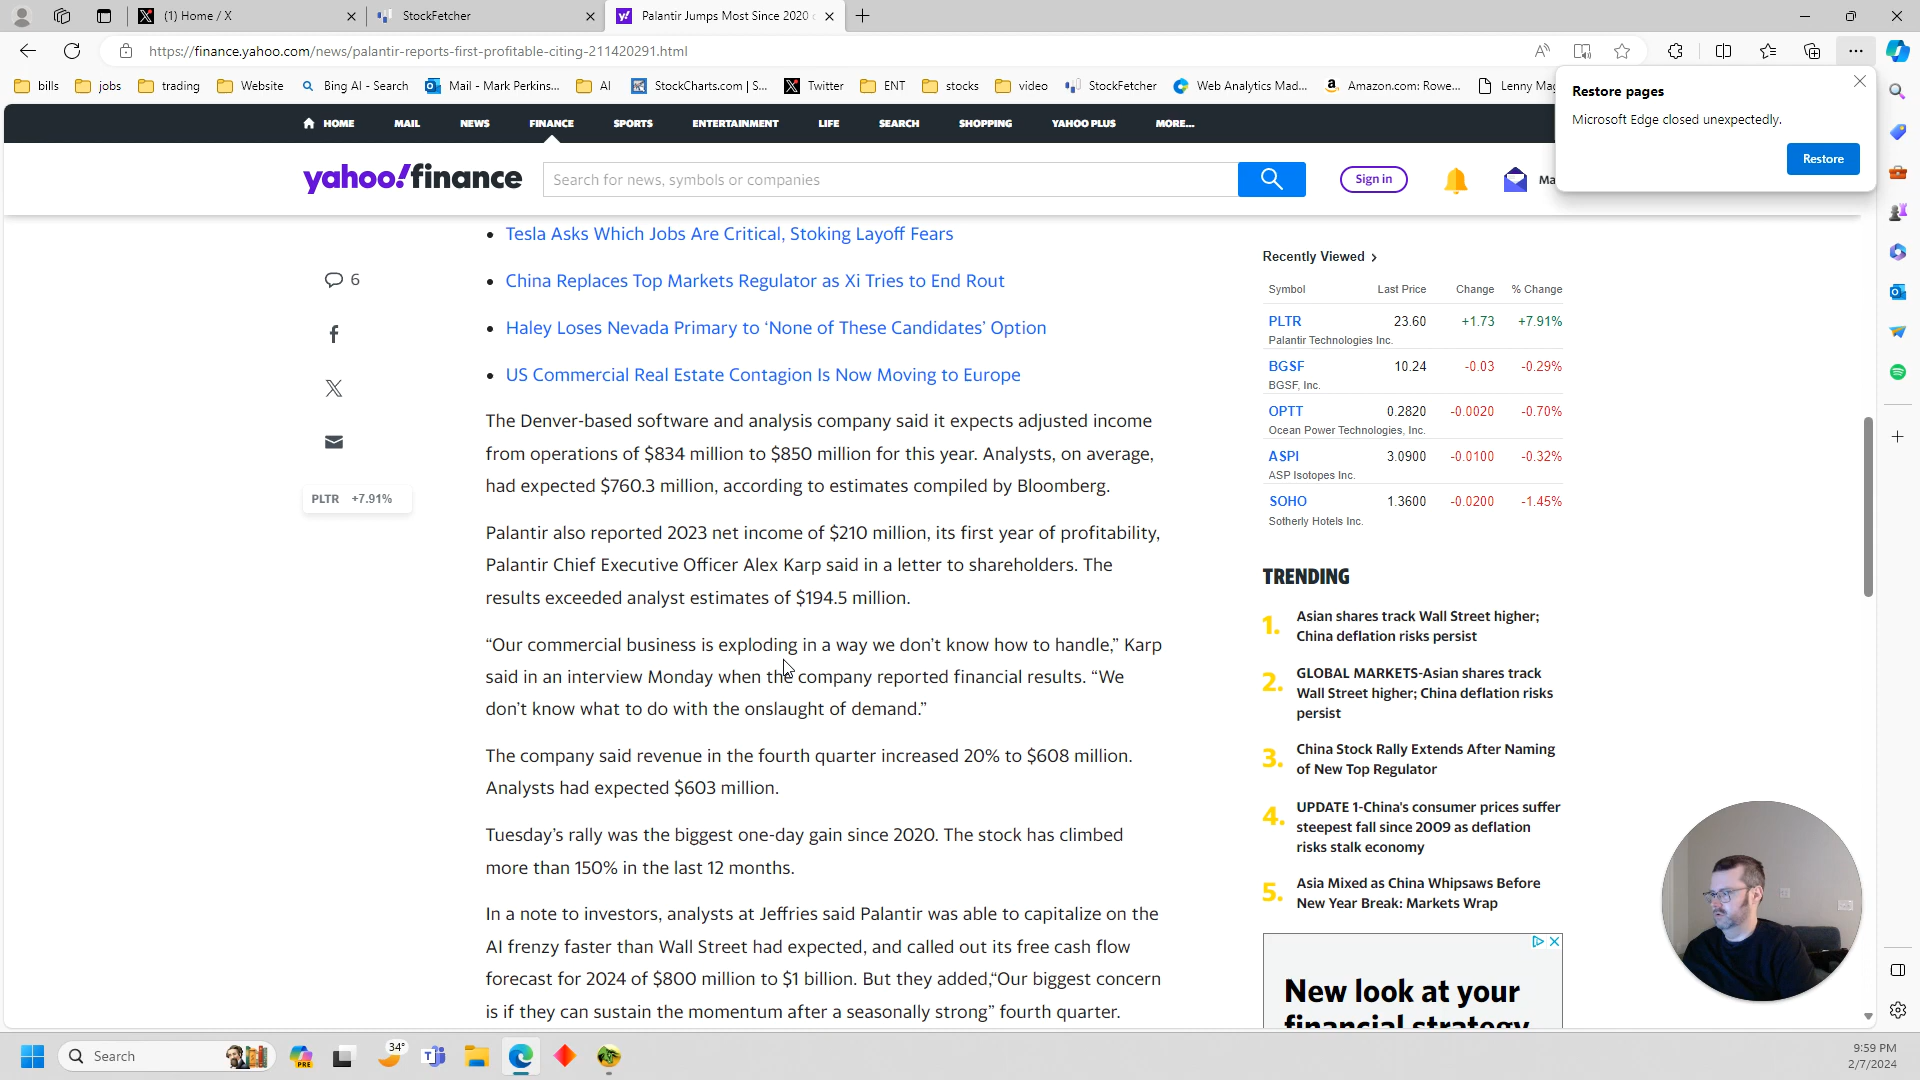 (1) Home / X
StockFetcher
Palantir Jumps Most Since 2020
https://finance.yahoo.com/news/palantir-reports-first-profitable-citing-211420291.html
bills
jobs
trading
Website
Bing AI - Search
Mail - Mark Perkins...
AI
StockCharts.com | S...
Twitter
ENT
stocks
video
StockFetcher
Web Analytics Mad...
Amazon.com: Rowe...
Restore pages
Microsoft Edge closed unexpectedly.
Restore
HOME
MAIL
NEWS
FINANCE
SPORTS
ENTERTAINMENT
LIFE
SEARCH
SHOPPING
YAHOO PLUS
MORE...
yahoo!finance
Search for news, symbols or companies
Sign in
6
PLTR +7.91%
• Tesla Asks Which Jobs Are Critical, Stoking Layoff Fears
• China Replaces Top Markets Regulator as Xi Tries to End Rout
• Haley Loses Nevada Primary to ‘None of These Candidates’ Option
• US Commercial Real Estate Contagion Is Now Moving to Europe
The Denver-based software and analysis company said it expects adjusted income
from operations of $834 million to $850 million for this year. Analysts, on average,
had expected $760.3 million, according to estimates compiled by Bloomberg.
Palantir also reported 2023 net income of $210 million, its first year of profitability,
Palantir Chief Executive Officer Alex Karp said in a letter to shareholders. The
results exceeded analyst estimates of $194.5 million.
“Our commercial business is exploding in a way we don’t know how to handle,” Karp
said in an interview Monday when the company reported financial results. “We
don’t know what to do with the onslaught of demand.”
The company said revenue in the fourth quarter increased 20% to $608 million.
Analysts had expected $603 million.
Tuesday’s rally was the biggest one-day gain since 2020. The stock has climbed
more than 150% in the last 12 months.
In a note to investors, analysts at Jeffries said Palantir was able to capitalize on the
AI frenzy faster than Wall Street had expected, and called out its free cash flow
forecast for 2024 of $800 million to $1 billion. But they added,“Our biggest concern
is if they can sustain the momentum after a seasonally strong” fourth quarter.
Recently Viewed >
Symbol Last Price Change % Change
PLTR 23.60 +1.73 +7.91%
Palantir Technologies Inc.
BGSF 10.24 -0.03 -0.29%
BGSF, Inc.
OPTT 0.2820 -0.0020 -0.70%
Ocean Power Technologies, Inc.
ASPI 3.0900 -0.0100 -0.32%
ASP Isotopes Inc.
SOHO 1.3600 -0.0200 -1.45%
Sotherly Hotels Inc.
TRENDING
1. Asian shares track Wall Street higher;
China deflation risks persist
2. GLOBAL MARKETS-Asian shares track
Wall Street higher; China deflation risks
persist
3. China Stock Rally Extends After Naming
of New Top Regulator
4. UPDATE 1-China's consumer prices suffer
steepest fall since 2009 as deflation
risks stalk economy
5. Asia Mixed as China Whipsaws Before
New Year Break: Markets Wrap
New look at your
financial strategy
Search
PRE
34°
9:59 PM
2/7/2024